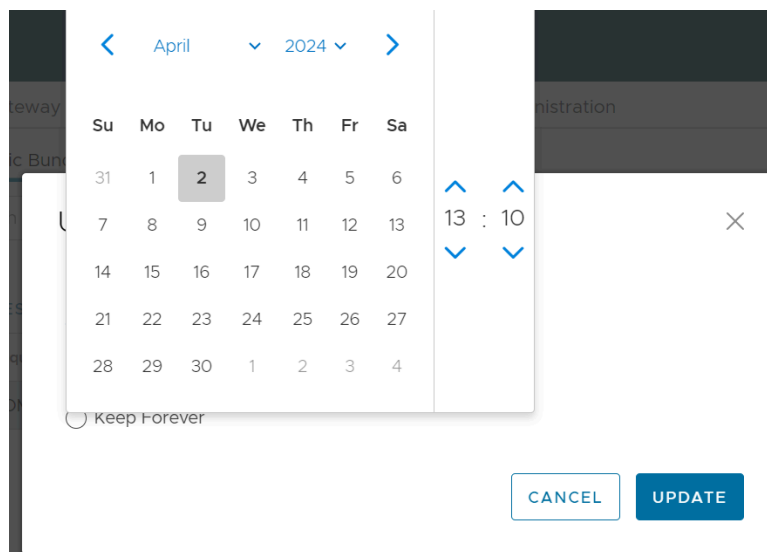 April 2024
teway
nistration
Su Mo Tu We Th Fr Sa
ic Bun
31 1 2 3 4 5 6
7 8 9 10 11 12 13
13 : 10
14 15 16 17 18 19 20
21 22 23 24 25 26 27
28 29 30 1 2 3 4
Keep Forever
CANCEL UPDATE